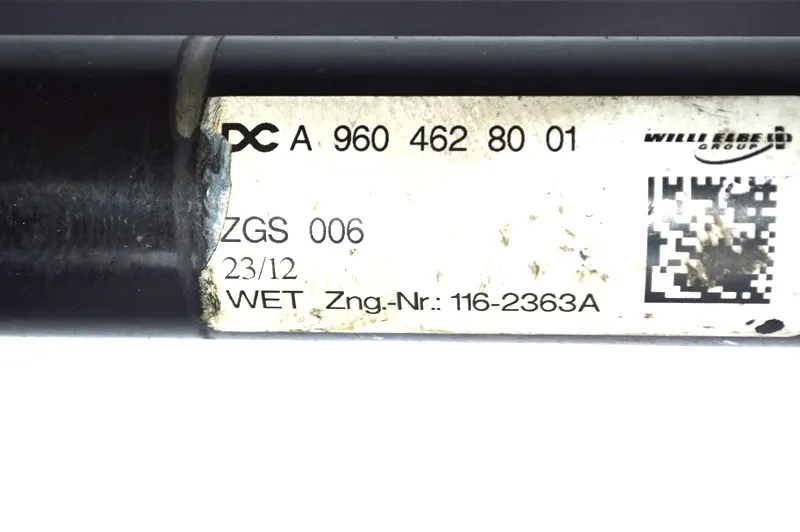 DC A 960 462 80 01
WILLI ELBE
GROUP
ZGS 006
23/12
WET Zng.-Nr.: 116-2363A